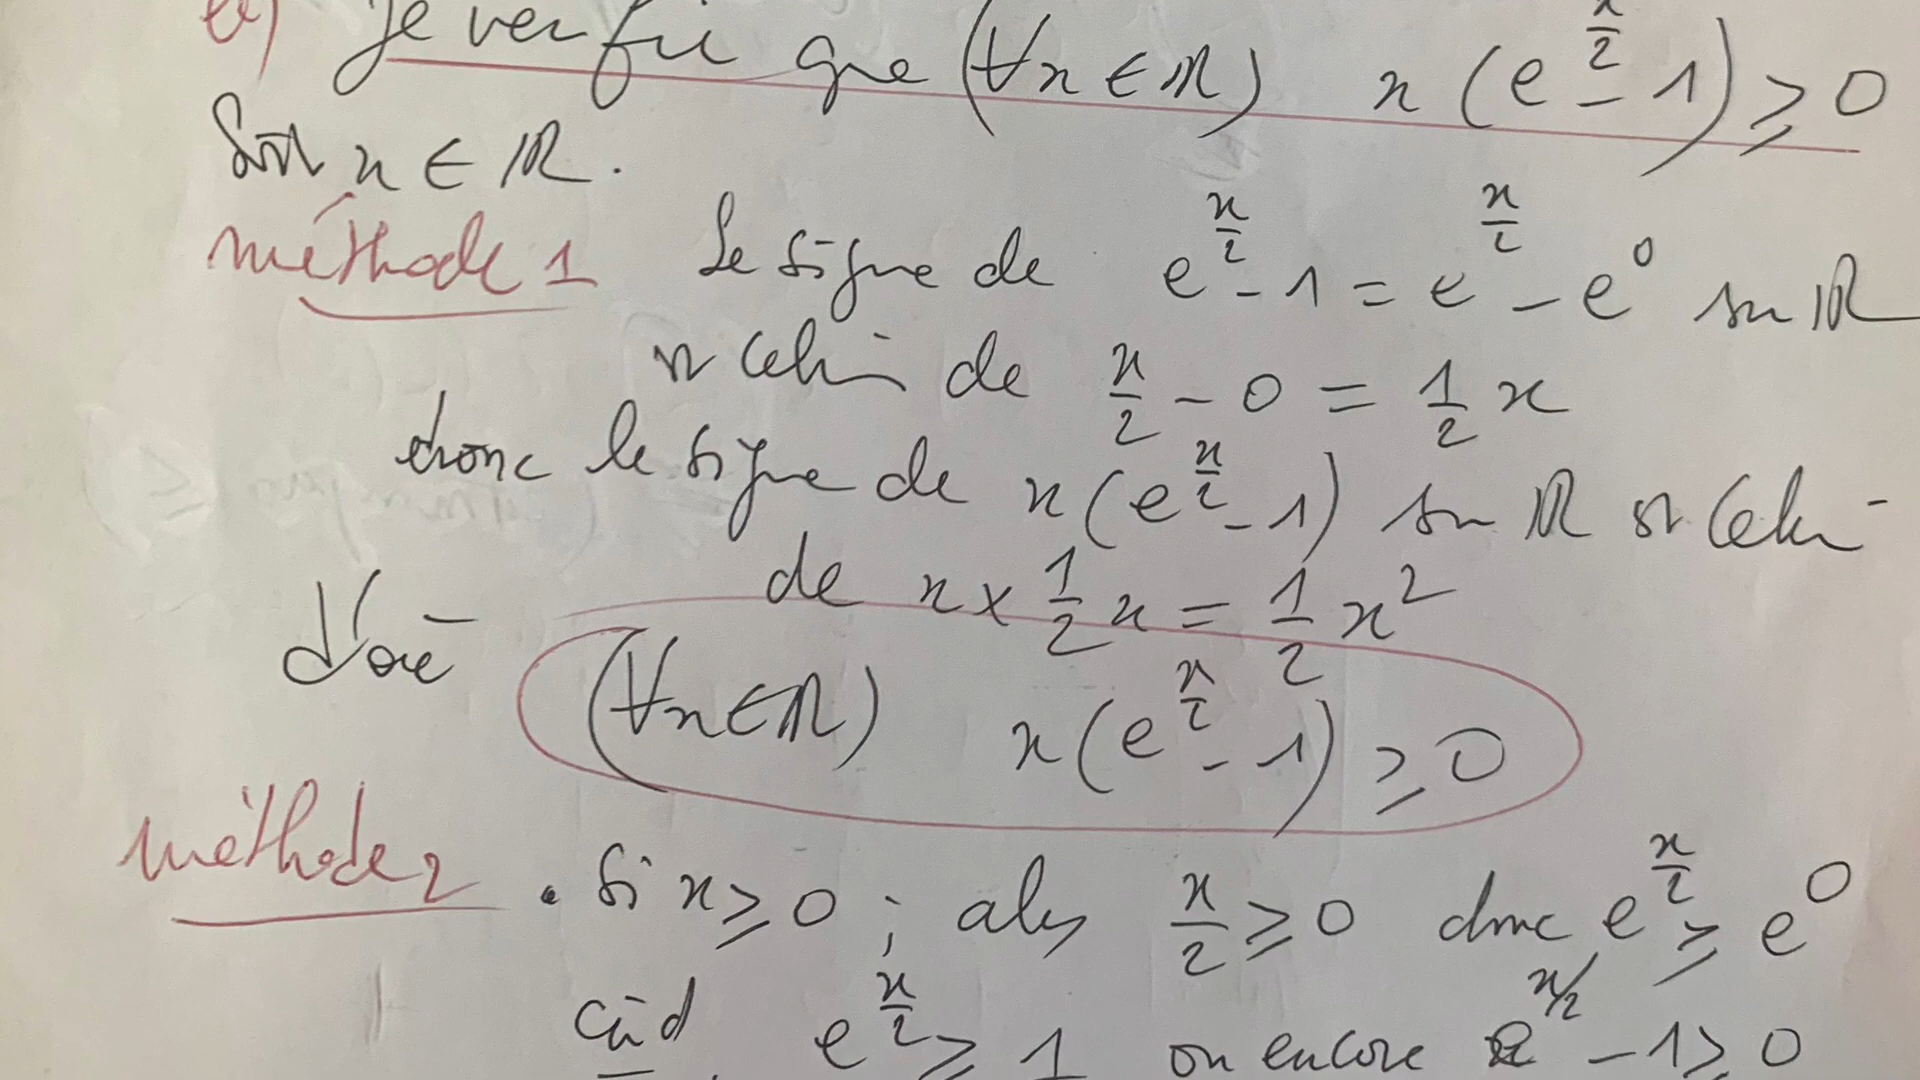 Je verifie que (∀x ∈ ℝ) x(e^(x/2) - 1) ≥ 0
Soit x ∈ ℝ.
méthode 1 Le signe de e^(x/2) - 1 = e^(x/2) - e^0 sur ℝ
est celui de x/2 - 0 = 1/2 x
donc le signe de x(e^(x/2) - 1) sur ℝ est celui
de x × 1/2 x = 1/2 x²
d'où (∀x ∈ ℝ) x(e^(x/2) - 1) ≥ 0
méthode 2 • Si x ≥ 0 ; alors x/2 ≥ 0 donc e^(x/2) ≥ e^0
càd e^(x/2) ≥ 1 ou encore e^(x/2) - 1 ≥ 0